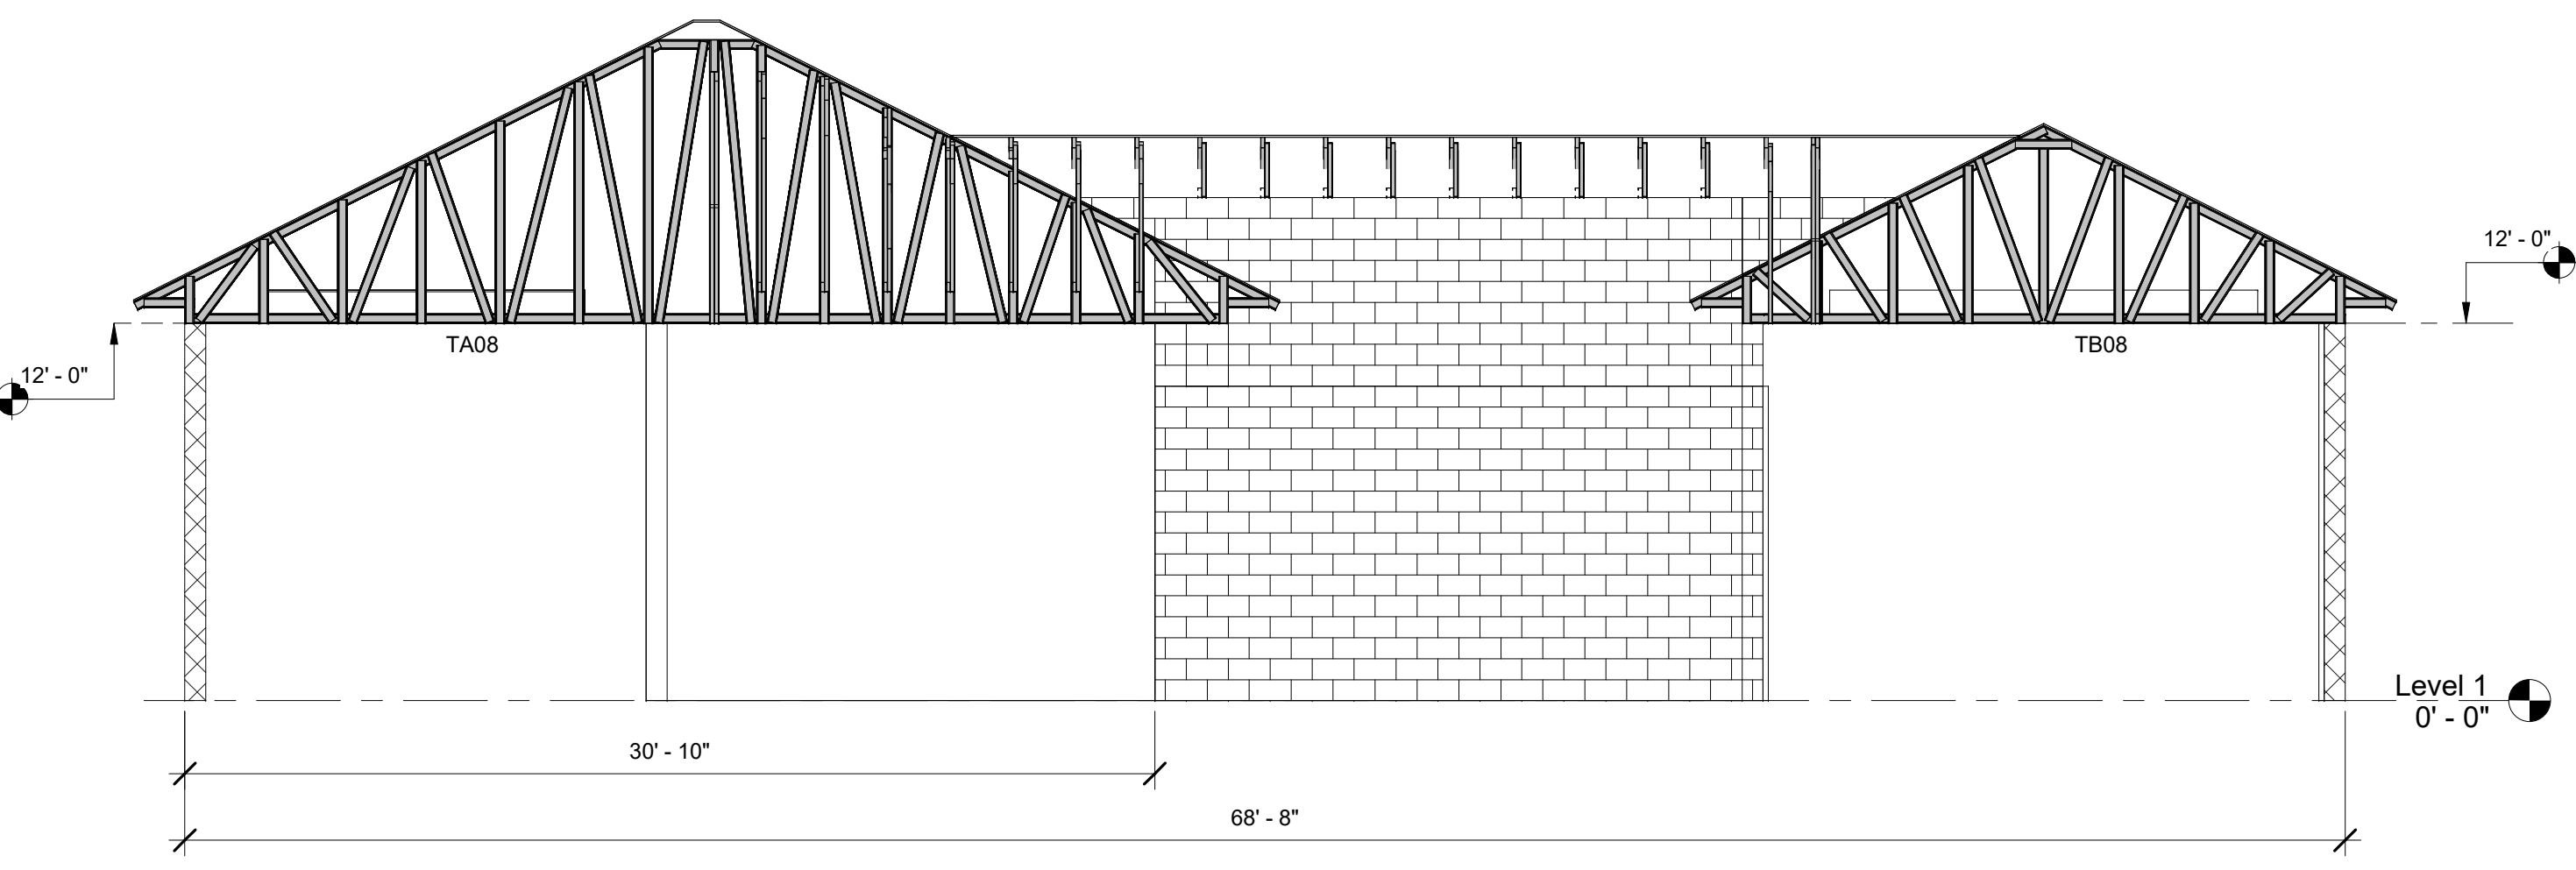 12' - 0"
TA08
TB08
12' - 0"
Level 1
0' - 0"
30' - 10"
68' - 8"